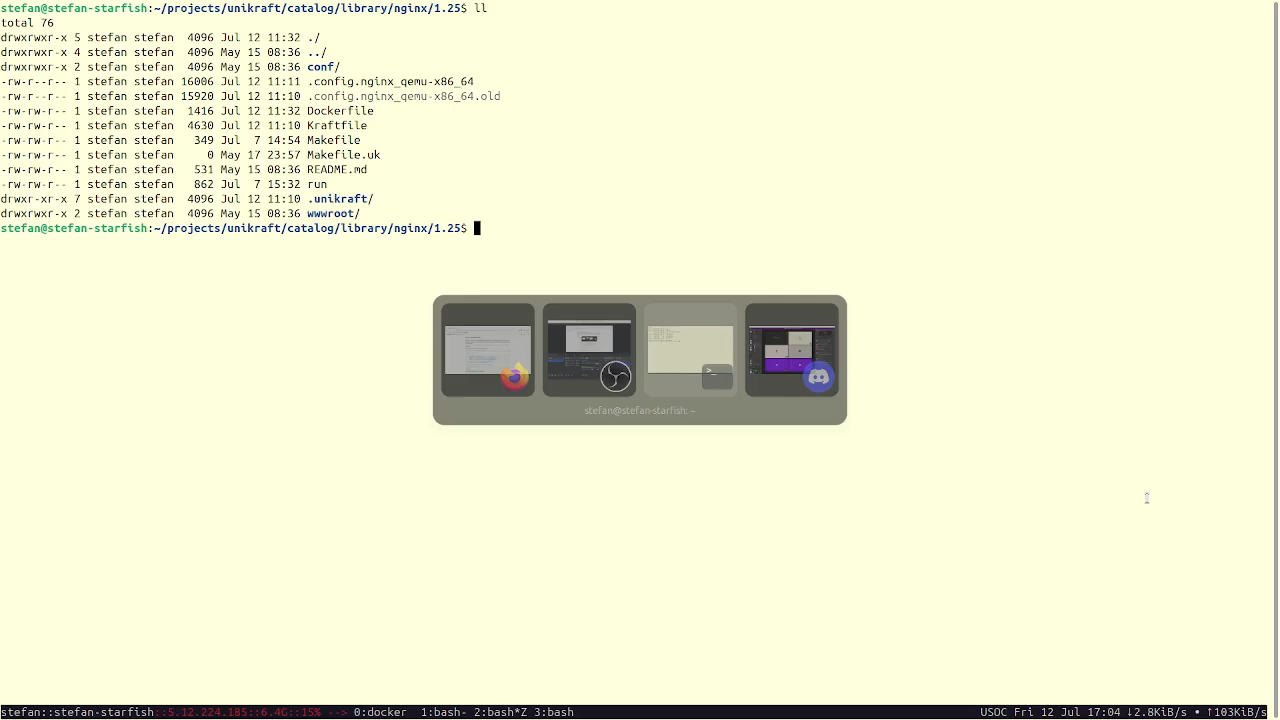 stefan@stefan-starfish:~/projects/unikraft/catalog/library/nginx/1.25$ ll
total 76
drwxrwxr-x 5 stefan stefan  4096 Jul 12 11:32 ./
drwxrwxr-x 4 stefan stefan  4096 May 15 08:36 ../
drwxrwxr-x 2 stefan stefan  4096 May 15 08:36 conf/
-rw-r--r-- 1 stefan stefan 16006 Jul 12 11:11 .config.nginx_qemu-x86_64
-rw-r--r-- 1 stefan stefan 15920 Jul 12 11:10 .config.nginx_qemu-x86_64.old
-rw-rw-r-- 1 stefan stefan  1416 Jul 12 11:32 Dockerfile
-rw-rw-r-- 1 stefan stefan  4630 Jul 12 11:10 Kraftfile
-rw-rw-r-- 1 stefan stefan   349 Jul  7 14:54 Makefile
-rw-rw-r-- 1 stefan stefan     0 May 17 23:57 Makefile.uk
-rw-rw-r-- 1 stefan stefan   531 May 15 08:36 README.md
-rw-rw-r-- 1 stefan stefan   862 Jul  7 15:32 run
drwxr-xr-x 7 stefan stefan  4096 Jul 12 11:10 .unikraft/
drwxrwxr-x 2 stefan stefan  4096 May 15 08:36 wwwroot/
stefan@stefan-starfish:~/projects/unikraft/catalog/library/nginx/1.25$
stefan@stefan-starfish: ~
stefan::stefan-starfish::5.12.224.185::6.4G::15% --> 0:docker  1:bash- 2:bash*Z 3:bash USOC Fri 12 Jul 17:04 ↓2.8KiB/s • ↑103KiB/s